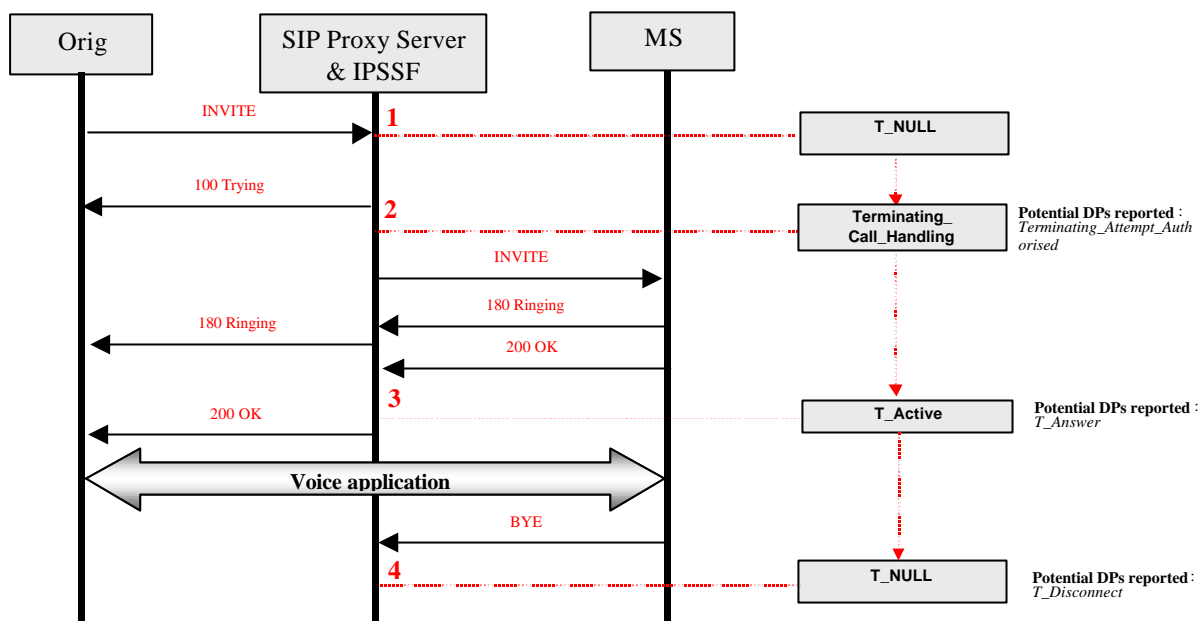 Orig
SIP Proxy Server
& IPSSF
MS
INVITE
1
T_NULL
100 Trying
2
Terminating_
Call_Handling
Potential DPs reported :
Terminating_Attempt_Auth
orised
INVITE
180 Ringing
180 Ringing
200 OK
3
200 OK
T_Active
Potential DPs reported :
T_Answer
Voice application
BYE
4
T_NULL
Potential DPs reported :
T_Disconnect